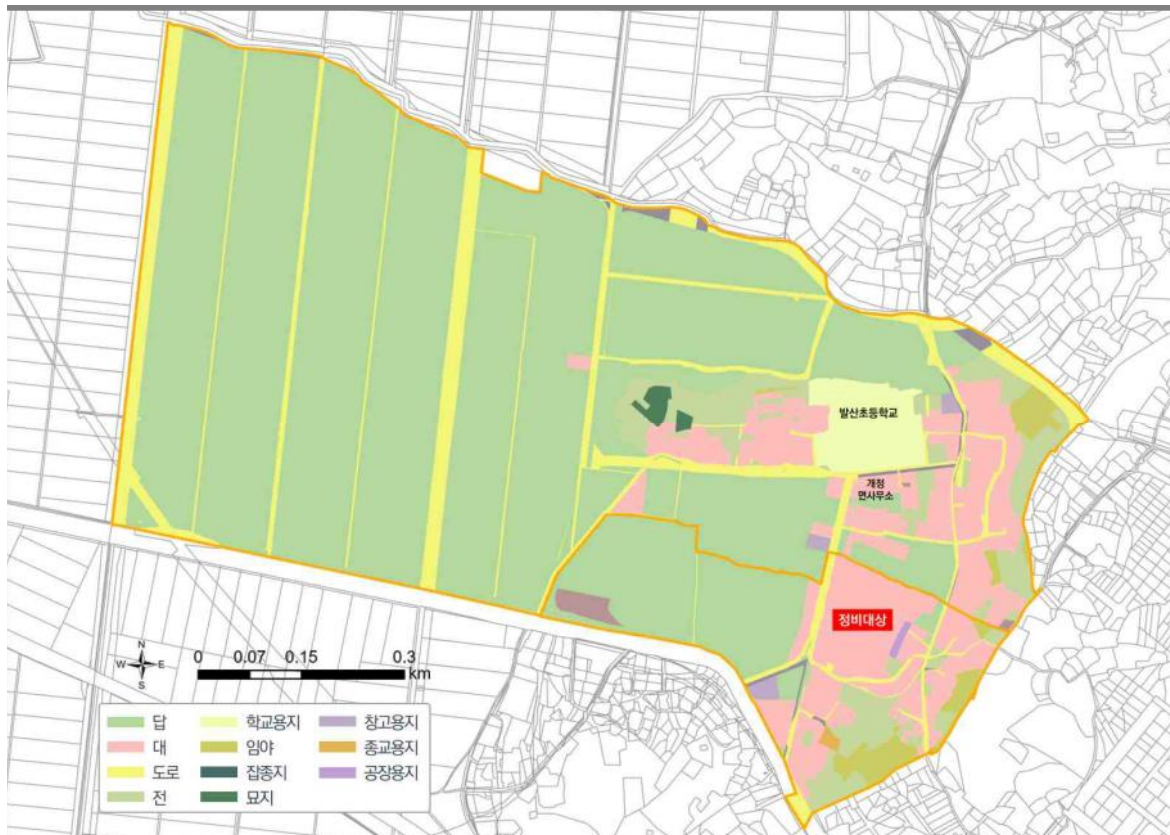 발산초등학교
개정
면사무소
정비대상
N
W E
S
0 0.07 0.15 0.3
km
답 학교용지 창고용지
대 임야 종교용지
도로 잡종지 공장용지
전 묘지